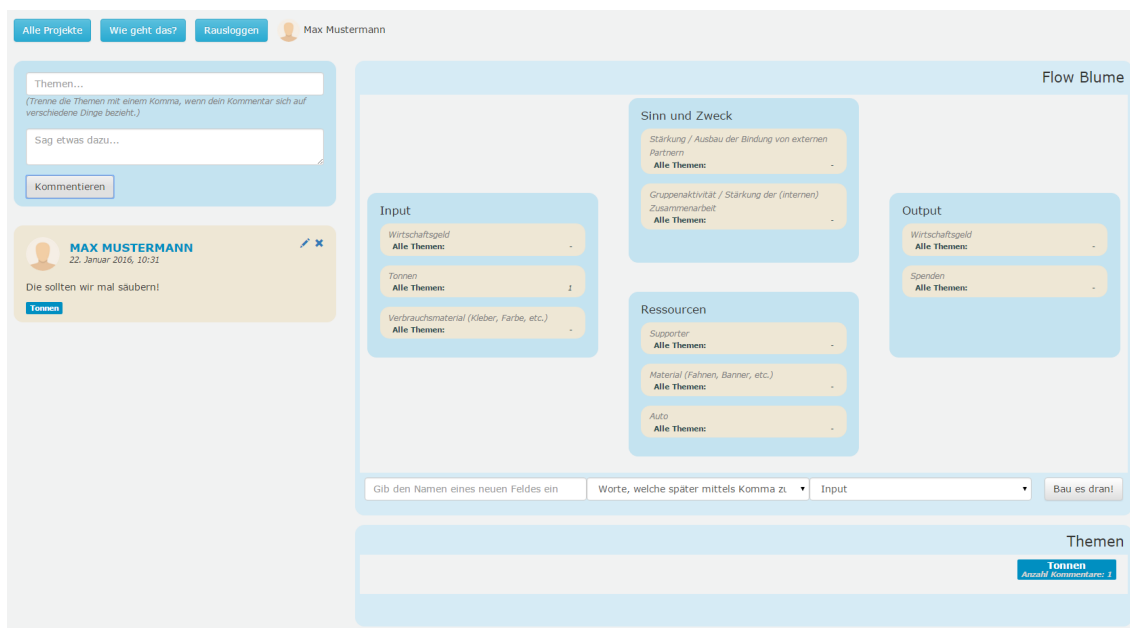 Alle Projekte
Wie geht das?
Rausloggen
Max Mustermann
Themen...
(Trenne die Themen mit einem Komma, wenn dein Kommentar sich auf
verschiedene Dinge bezieht.)
Sag etwas dazu...
Kommentieren
MAX MUSTERMANN
22. Januar 2016, 10:31
Die sollten wir mal säubern!
Tonnen
Flow Blume
Sinn und Zweck
Stärkung / Ausbau der Bindung von externen
Partnern
Alle Themen: -
Gruppenaktivität / Stärkung der (internen)
Zusammenarbeit
Alle Themen: -
Input
Wirtschaftsgeld
Alle Themen: -
Tonnen
Alle Themen: 1
Verbrauchsmaterial (Kleber, Farbe, etc.)
Alle Themen: -
Output
Wirtschaftsgeld
Alle Themen: -
Spenden
Alle Themen: -
Ressourcen
Supporter
Alle Themen: -
Material (Fahnen, Banner, etc.)
Alle Themen: -
Auto
Alle Themen: -
Gib den Namen eines neuen Feldes ein
Worte, welche später mittels Komma zu
Input
Bau es dran!
Themen
Tonnen
Anzahl Kommentare: 1